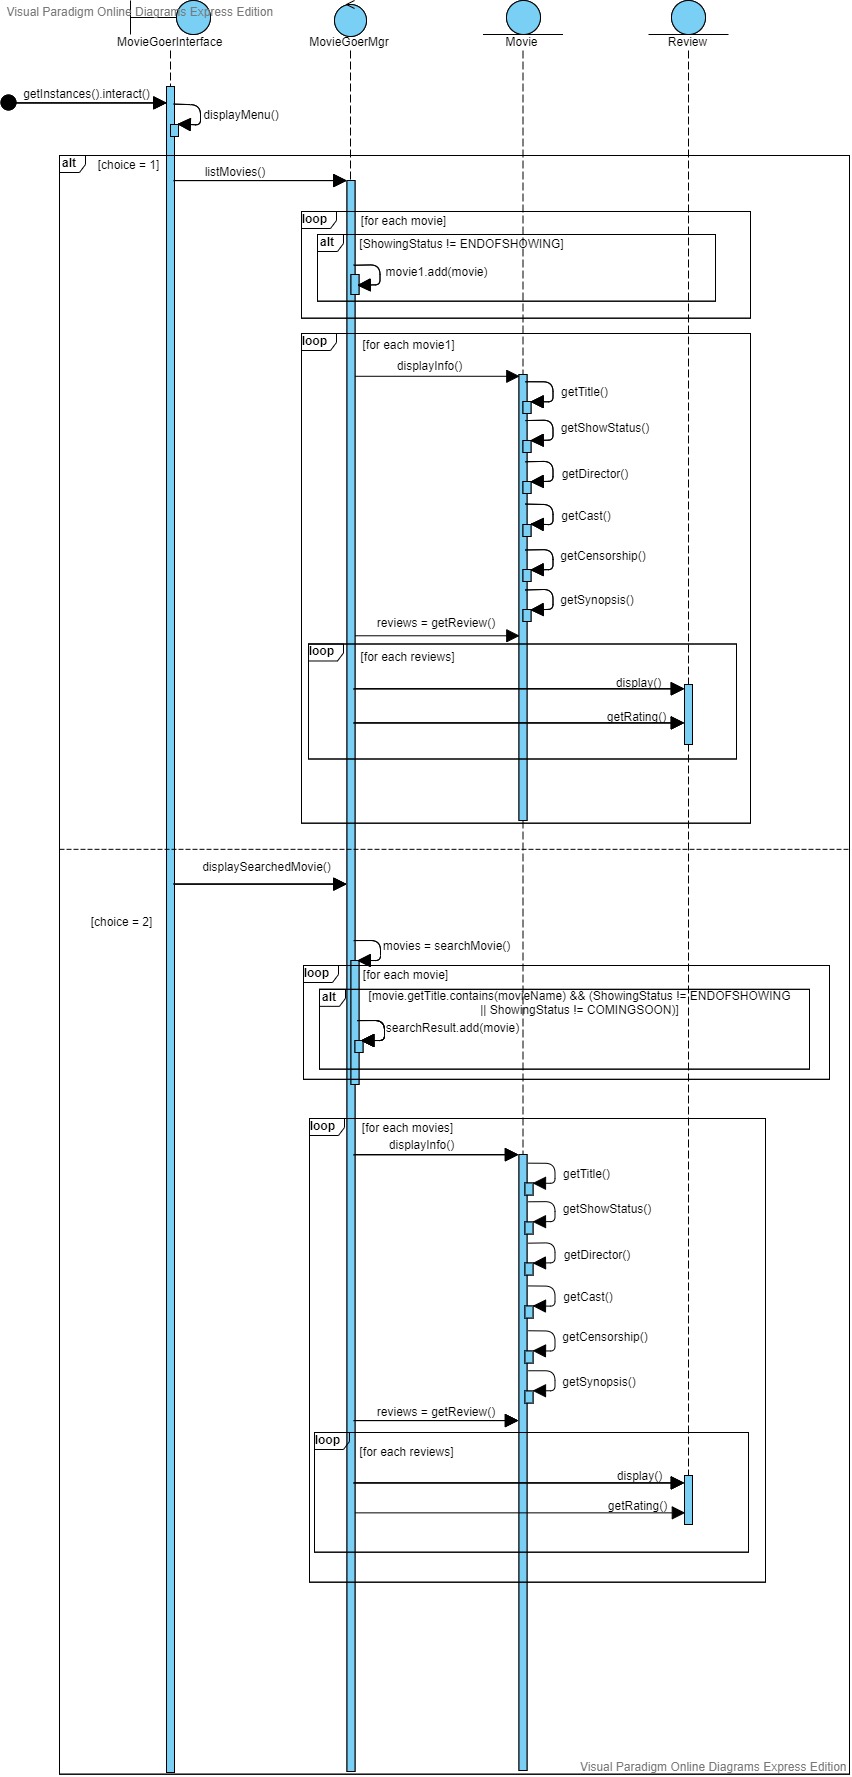 Visual Paradigm Online Diagrams Express Edition
MovieGoerInterface
MovieGoerMgr
Movie
Review
getInstances().interact()
displayMenu()
alt
[choice = 1]
listMovies()
loop
[for each movie]
alt
[ShowingStatus != ENDOFSHOWING]
movie1.add(movie)
loop
[for each movie1]
displayInfo()
getTitle()
getShowStatus()
getDirector()
getCast()
getCensorship()
getSynopsis()
reviews = getReview()
loop
[for each reviews]
display()
getRating()
displaySearchedMovie()
[choice = 2]
movies = searchMovie()
loop
[for each movie]
alt
[movie.getTitle.contains(movieName) && (ShowingStatus != ENDOFSHOWING
|| ShowingStatus != COMINGSOON)]
searchResult.add(movie)
loop
[for each movies]
displayInfo()
getTitle()
getShowStatus()
getDirector()
getCast()
getCensorship()
getSynopsis()
reviews = getReview()
loop
[for each reviews]
display()
getRating()
Visual Paradigm Online Diagrams Express Edition